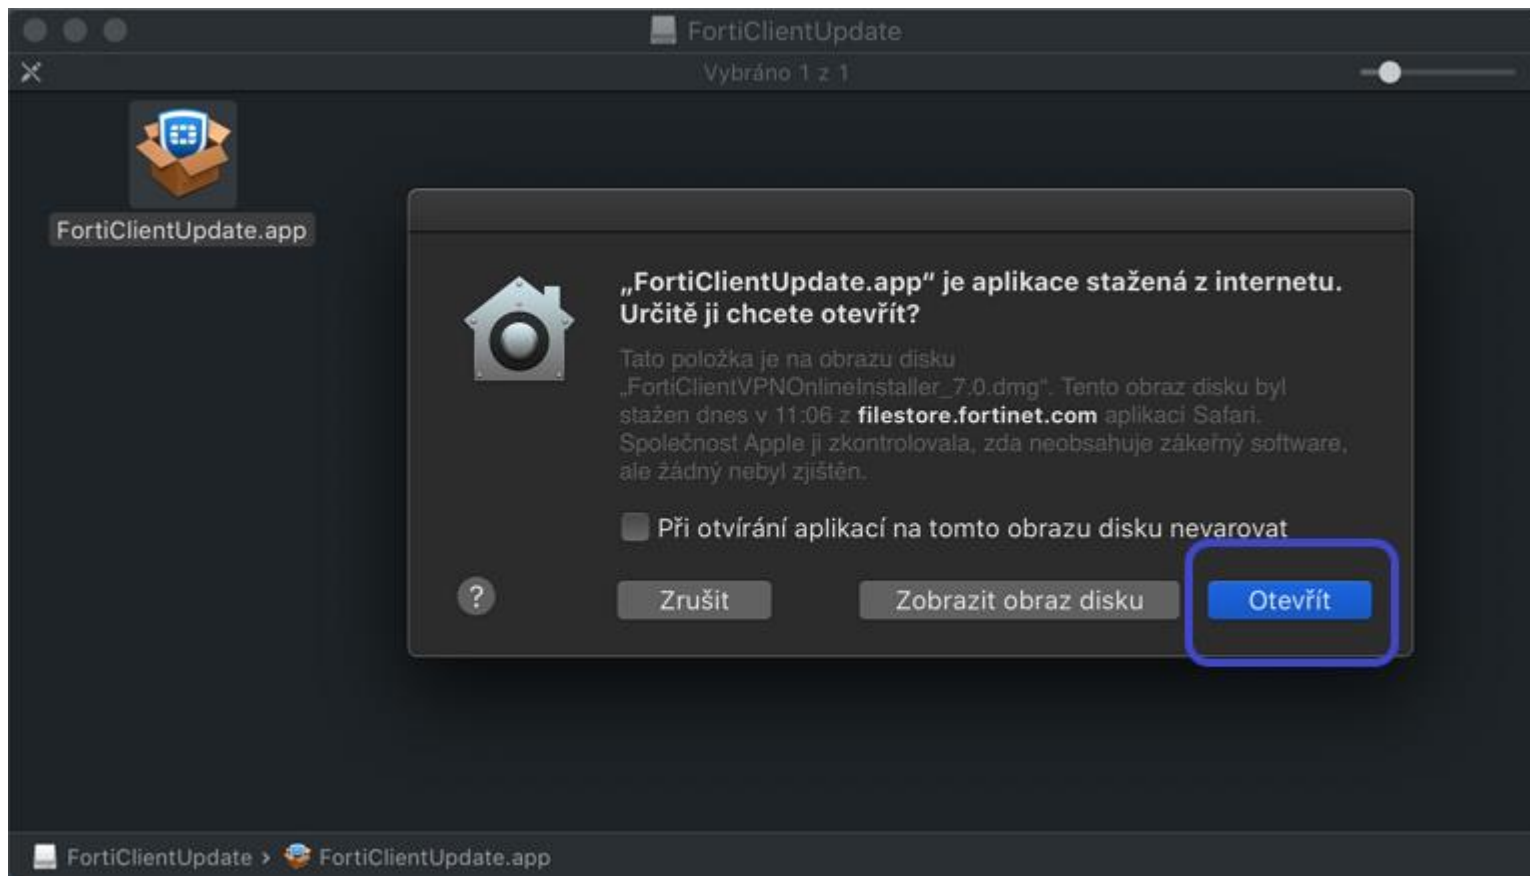 FortiClientUpdate
Vybráno 1 z 1
FortiClientUpdate.app
„FortiClientUpdate.app“ je aplikace stažená z internetu.
Určitě ji chcete otevřít?
Tato položka je na obrazu disku
„FortiClientVPNOnlineInstaller_7.0.dmg“. Tento obraz disku byl
stažen dnes v 11:06 z filestore.fortinet.com aplikací Safari.
Společnost Apple ji zkontrolovala, zda neobsahuje zákeřný software,
ale žádný nebyl zjištěn.
Při otvírání aplikací na tomto obrazu disku nevarovat
?
Zrušit
Zobrazit obraz disku
Otevřít
FortiClientUpdate › FortiClientUpdate.app